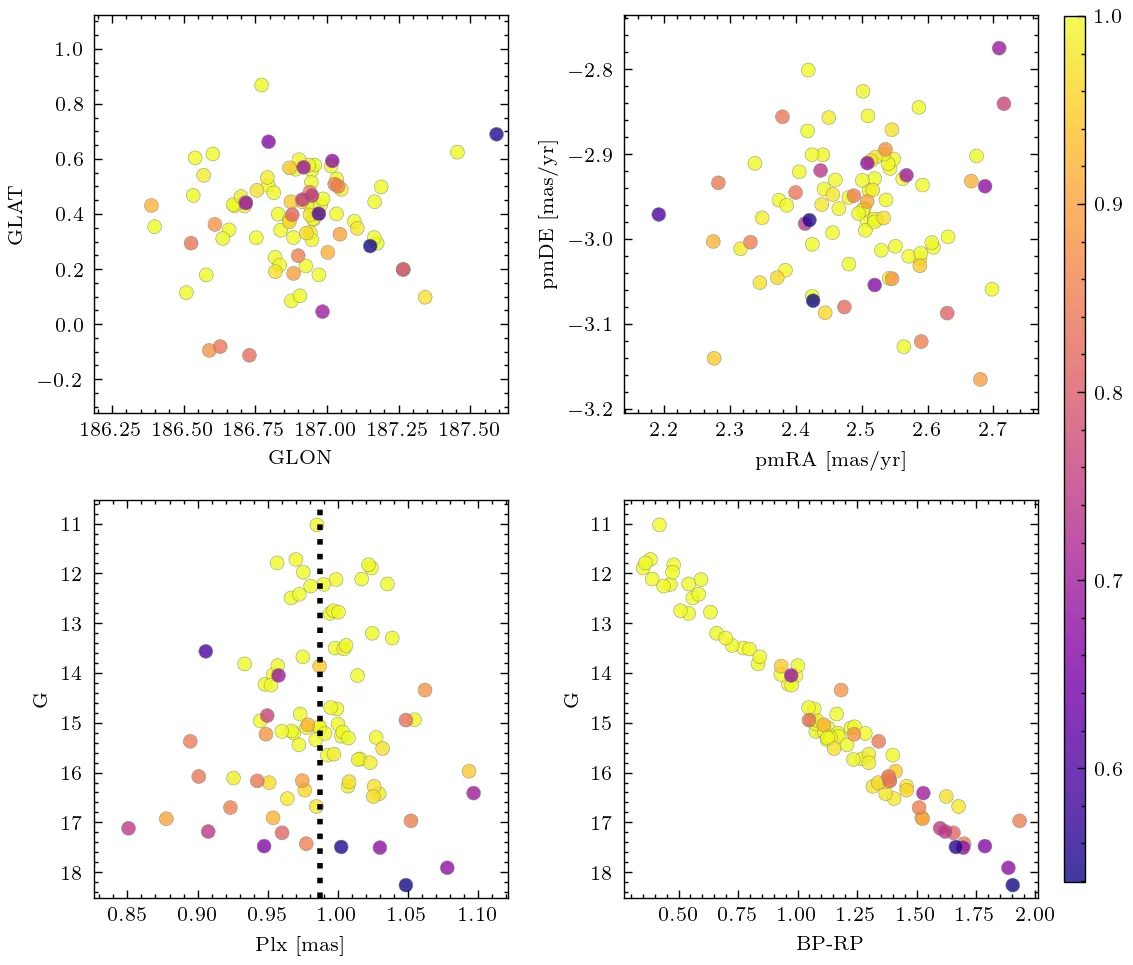 1.0
0.8
0.6
0.4
0.2
0.0
−0.2
GLAT
186.25 186.50 186.75 187.00 187.25 187.50
GLON
−2.8
−2.9
−3.0
−3.1
−3.2
pmDE [mas/yr]
2.2 2.3 2.4 2.5 2.6 2.7
pmRA [mas/yr]
11
12
13
14
15
16
17
18
G
0.85 0.90 0.95 1.00 1.05 1.10
Plx [mas]
11
12
13
14
15
16
17
18
G
0.50 0.75 1.00 1.25 1.50 1.75 2.00
BP-RP
1.0
0.9
0.8
0.7
0.6